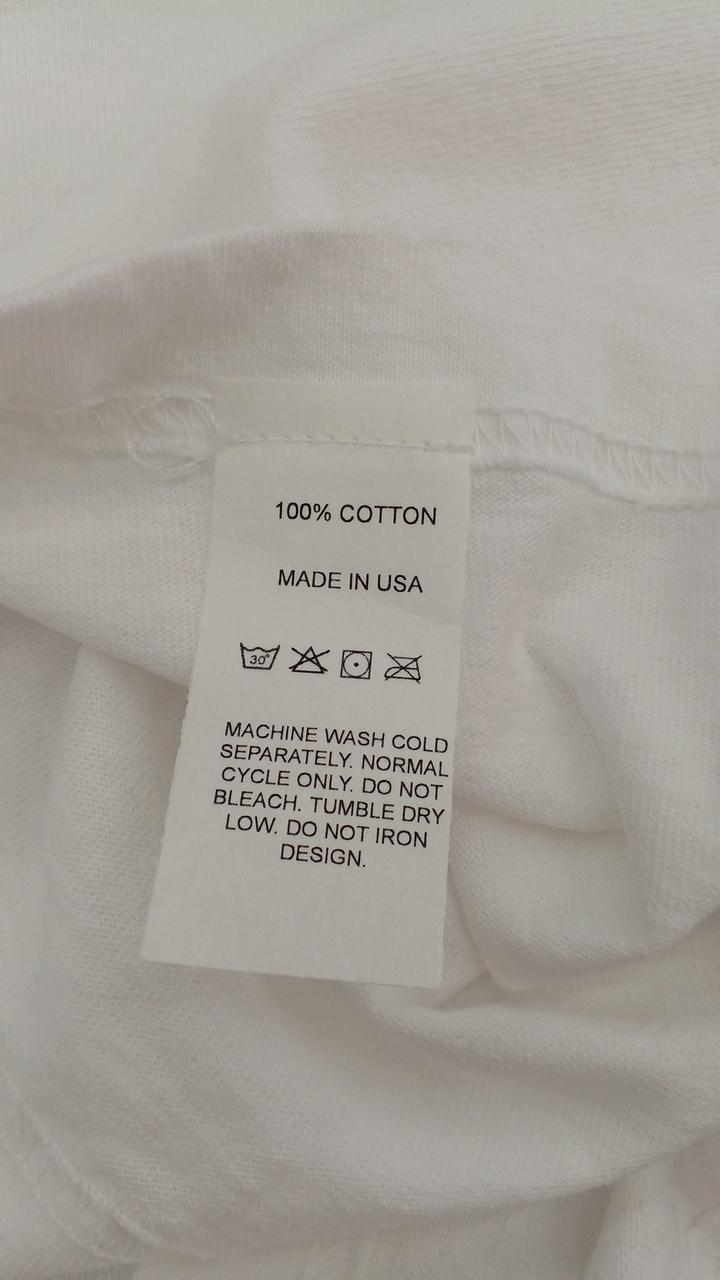 100% COTTON
MADE IN USA
30°
MACHINE WASH COLD
SEPARATELY. NORMAL
CYCLE ONLY. DO NOT
BLEACH. TUMBLE DRY
LOW. DO NOT IRON
DESIGN.